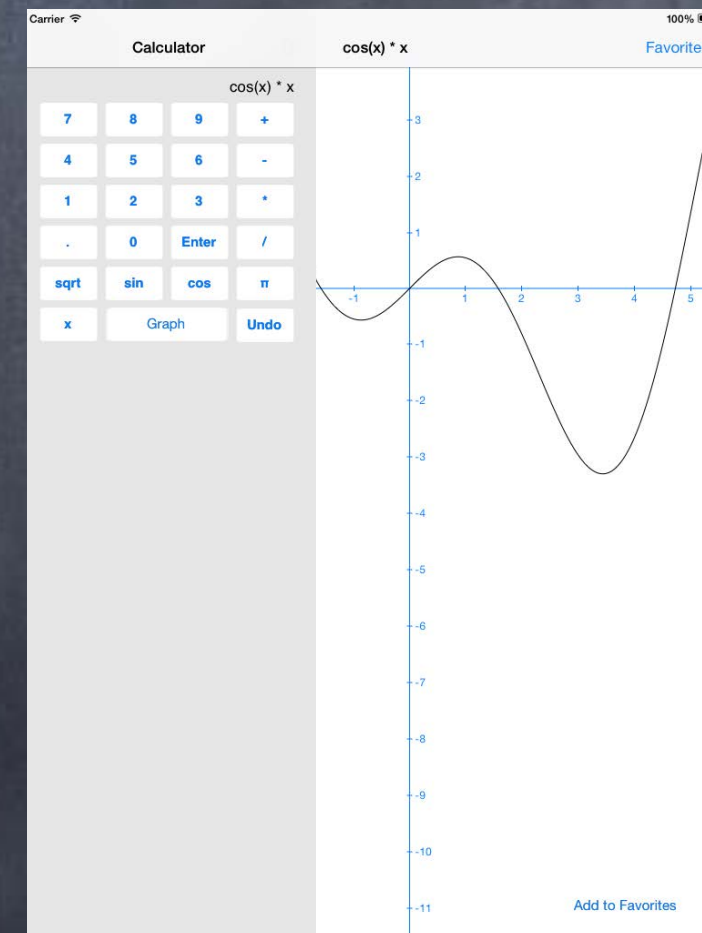 Carrier
100%
Calculator
cos(x) * x
Favorite
cos(x) * x
7 8 9 +
4 5 6 -
1 2 3 *
. 0 Enter /
sqrt sin cos π
x Graph Undo
3
2
1
-1 1 2 3 4 5
-1
-2
-3
-4
-5
-6
-7
-8
-9
-10
-11
Add to Favorites